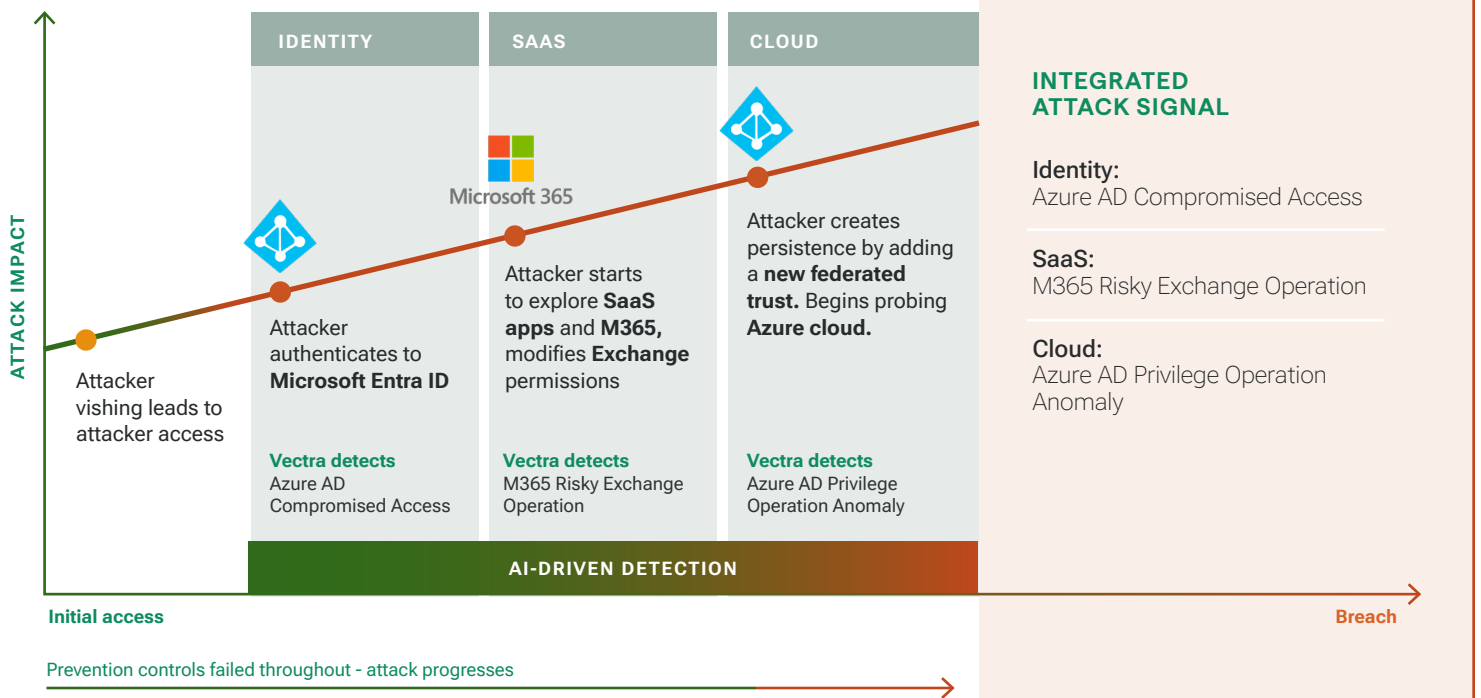 IDENTITY
SAAS
CLOUD
INTEGRATED
ATTACK SIGNAL
Identity:
Azure AD Compromised Access
SaaS:
M365 Risky Exchange Operation
Cloud:
Azure AD Privilege Operation
Anomaly
ATTACK IMPACT
Microsoft 365
Attacker
vishing leads to
attacker access
Attacker
authenticates to
Microsoft Entra ID
Vectra detects
Azure AD
Compromised Access
Attacker starts
to explore SaaS
apps and M365,
modifies Exchange
permissions
Vectra detects
M365 Risky Exchange
Operation
Attacker creates
persistence by adding
a new federated
trust. Begins probing
Azure cloud.
Vectra detects
Azure AD Privilege
Operation Anomaly
AI-DRIVEN DETECTION
Initial access
Breach
Prevention controls failed throughout - attack progresses